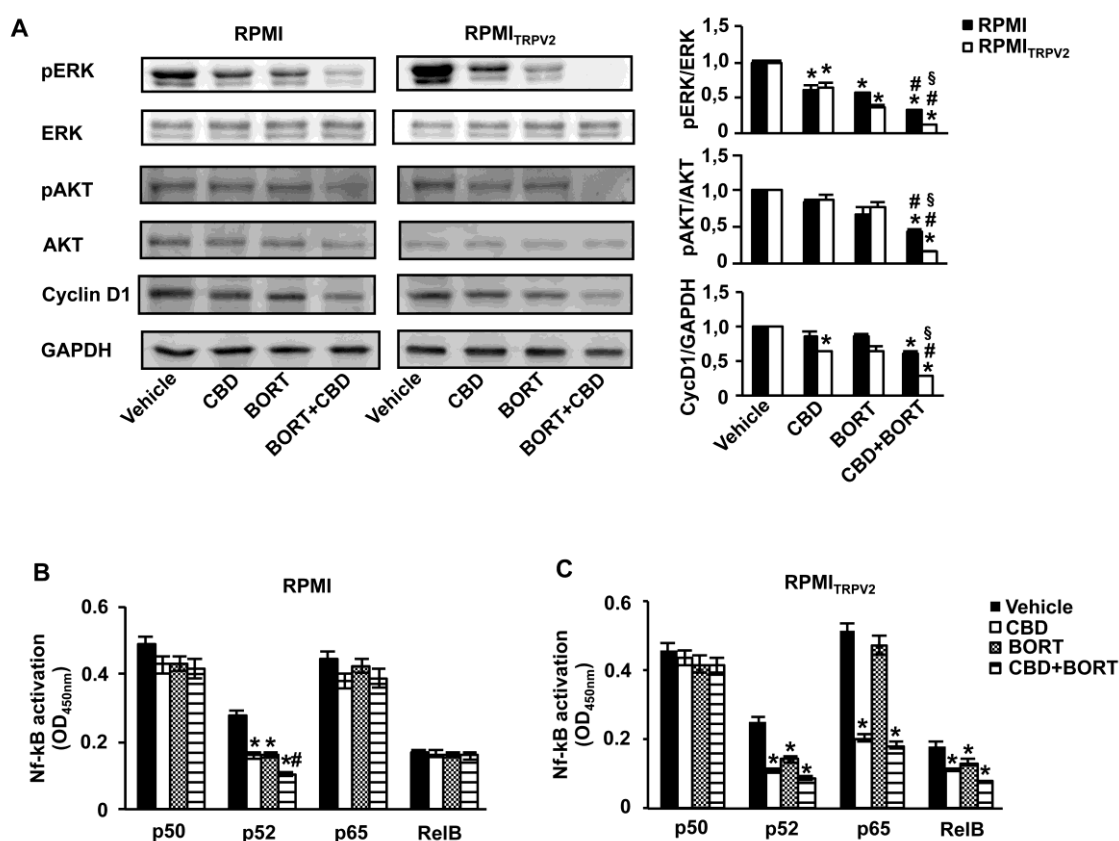 A
RPMI
RPMI_TRPV2
pERK
ERK
pAKT
AKT
Cyclin D1
GAPDH
Vehicle
CBD
BORT
BORT+CBD
Vehicle
CBD
BORT
BORT+CBD
RPMI
RPMI_TRPV2
pERK/ERK
1,5
1,0
0,5
0
* *
* *
# § * # *
pAKT/AKT
1,5
1,0
0,5
0
# § * # *
CycD1/GAPDH
1,5
1,0
0,5
0
*
* § # *
Vehicle
CBD
BORT
CBD+BORT
B
RPMI
Nf-kB activation
(OD450nm)
0.6
0.4
0.2
0
* * *#
p50 p52 p65 RelB
C
RPMI_TRPV2
Nf-kB activation
(OD450nm)
0.6
0.4
0.2
0
* * *
* *
* * *
p50 p52 p65 RelB
Vehicle
CBD
BORT
CBD+BORT